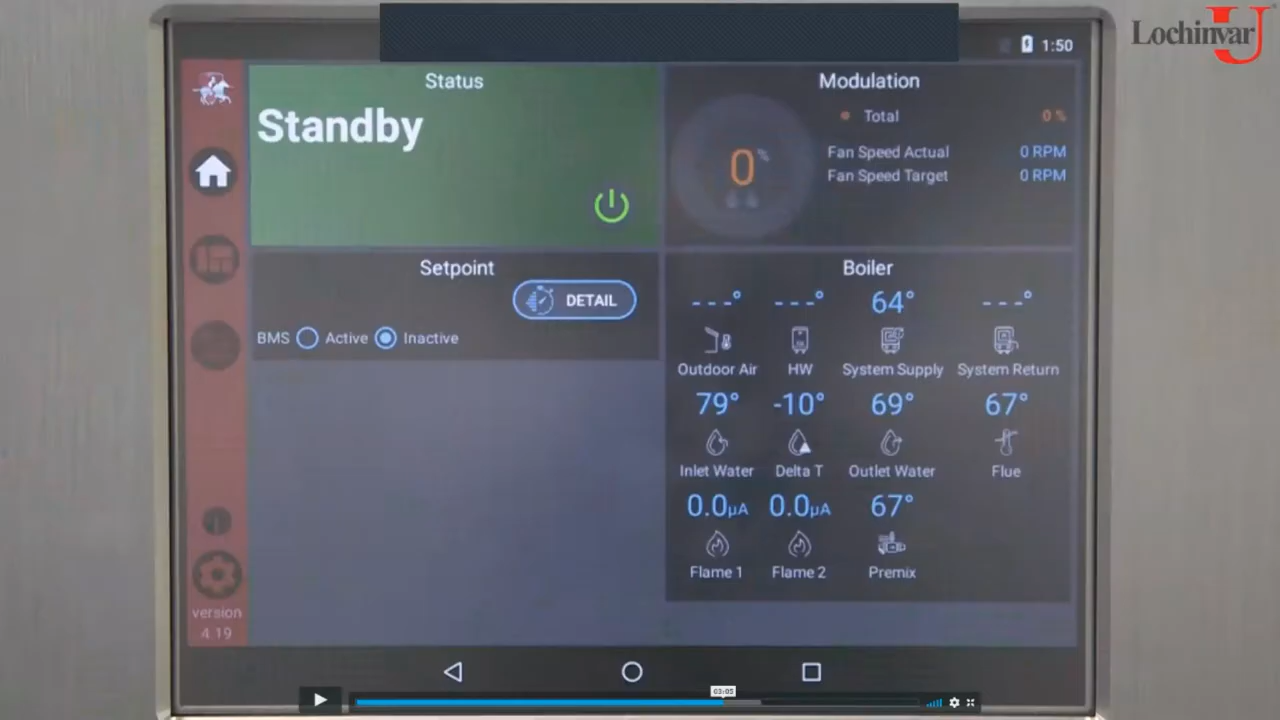 Lochinvar U
1:50
Status
Standby
Modulation
0 %
Total 0 %
Fan Speed Actual 0 RPM
Fan Speed Target 0 RPM
Setpoint
DETAIL
BMS Active Inactive
Boiler
---° ---° 64° ---°
Outdoor Air HW System Supply System Return
79° -10° 69° 67°
Inlet Water Delta T Outlet Water Flue
0.0µA 0.0µA 67°
Flame 1 Flame 2 Premix
version
4.19
03:05